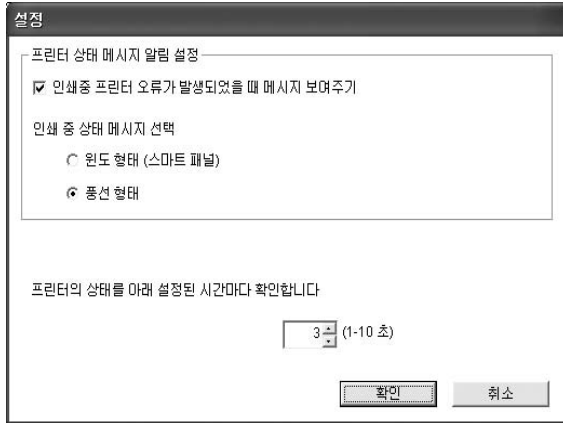 설정
프린터 상태 메시지 알림 설정
인쇄중 프린터 오류가 발생되었을 때 메시지 보여주기
인쇄 중 상태 메시지 선택
윈도 형태 (스마트 패널)
풍선 형태
프린터의 상태를 아래 설정된 시간마다 확인합니다
3 (1-10 초)
확인 취소